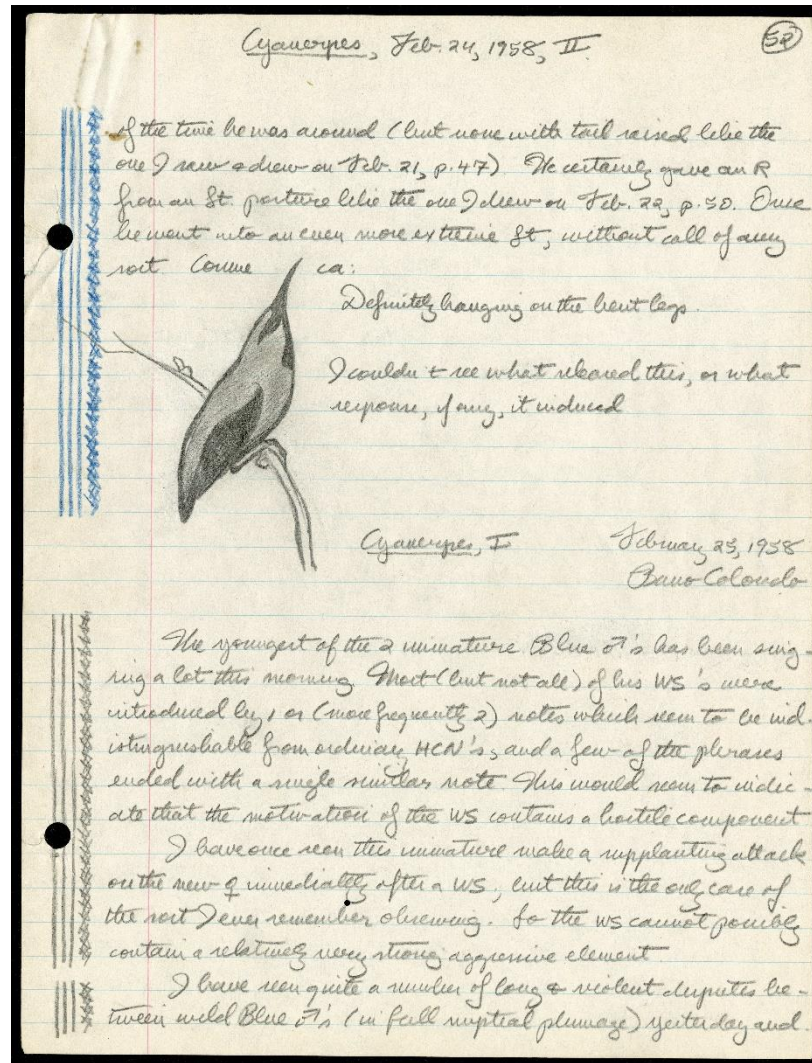 Cyanerpes, Feb. 24, 1958, II
52
of the time he was around (but none with tail raised like the
one I saw & drew on Feb. 21, p. 47) He certainly gave an R
from an St. posture like the one I drew on Feb. 22, p. 50. Once
he went into an even more extreme St, without call of any
sort ca:
Definitely hanging on the bent legs.
I couldn't see what released this, or what
response, if any, it induced
Cyanerpes, I
February 25, 1958
Barro Colorado
The youngest of the 2 immature Blue ♂'s has been sing-
ing a lot this morning Most (but not all) of his WS's were
introduced by 1 or (more frequently 2) notes which seem to be ind-
istinguishable from ordinary HCN's, and a few of the phrases
ended with a single similar note. This would seem to indic-
ate that the motivation of the WS contains a hostile component
I have once seen this immature make a supplanting attack
on the new ♀ immediately after a WS, but this is the only case of
the sort I ever remember observing. So the WS cannot possibly
contain a relatively very strong aggressive element
I have seen quite a number of long & violent disputes be-
tween wild Blue ♂'s (in full nuptial plumage) yesterday and